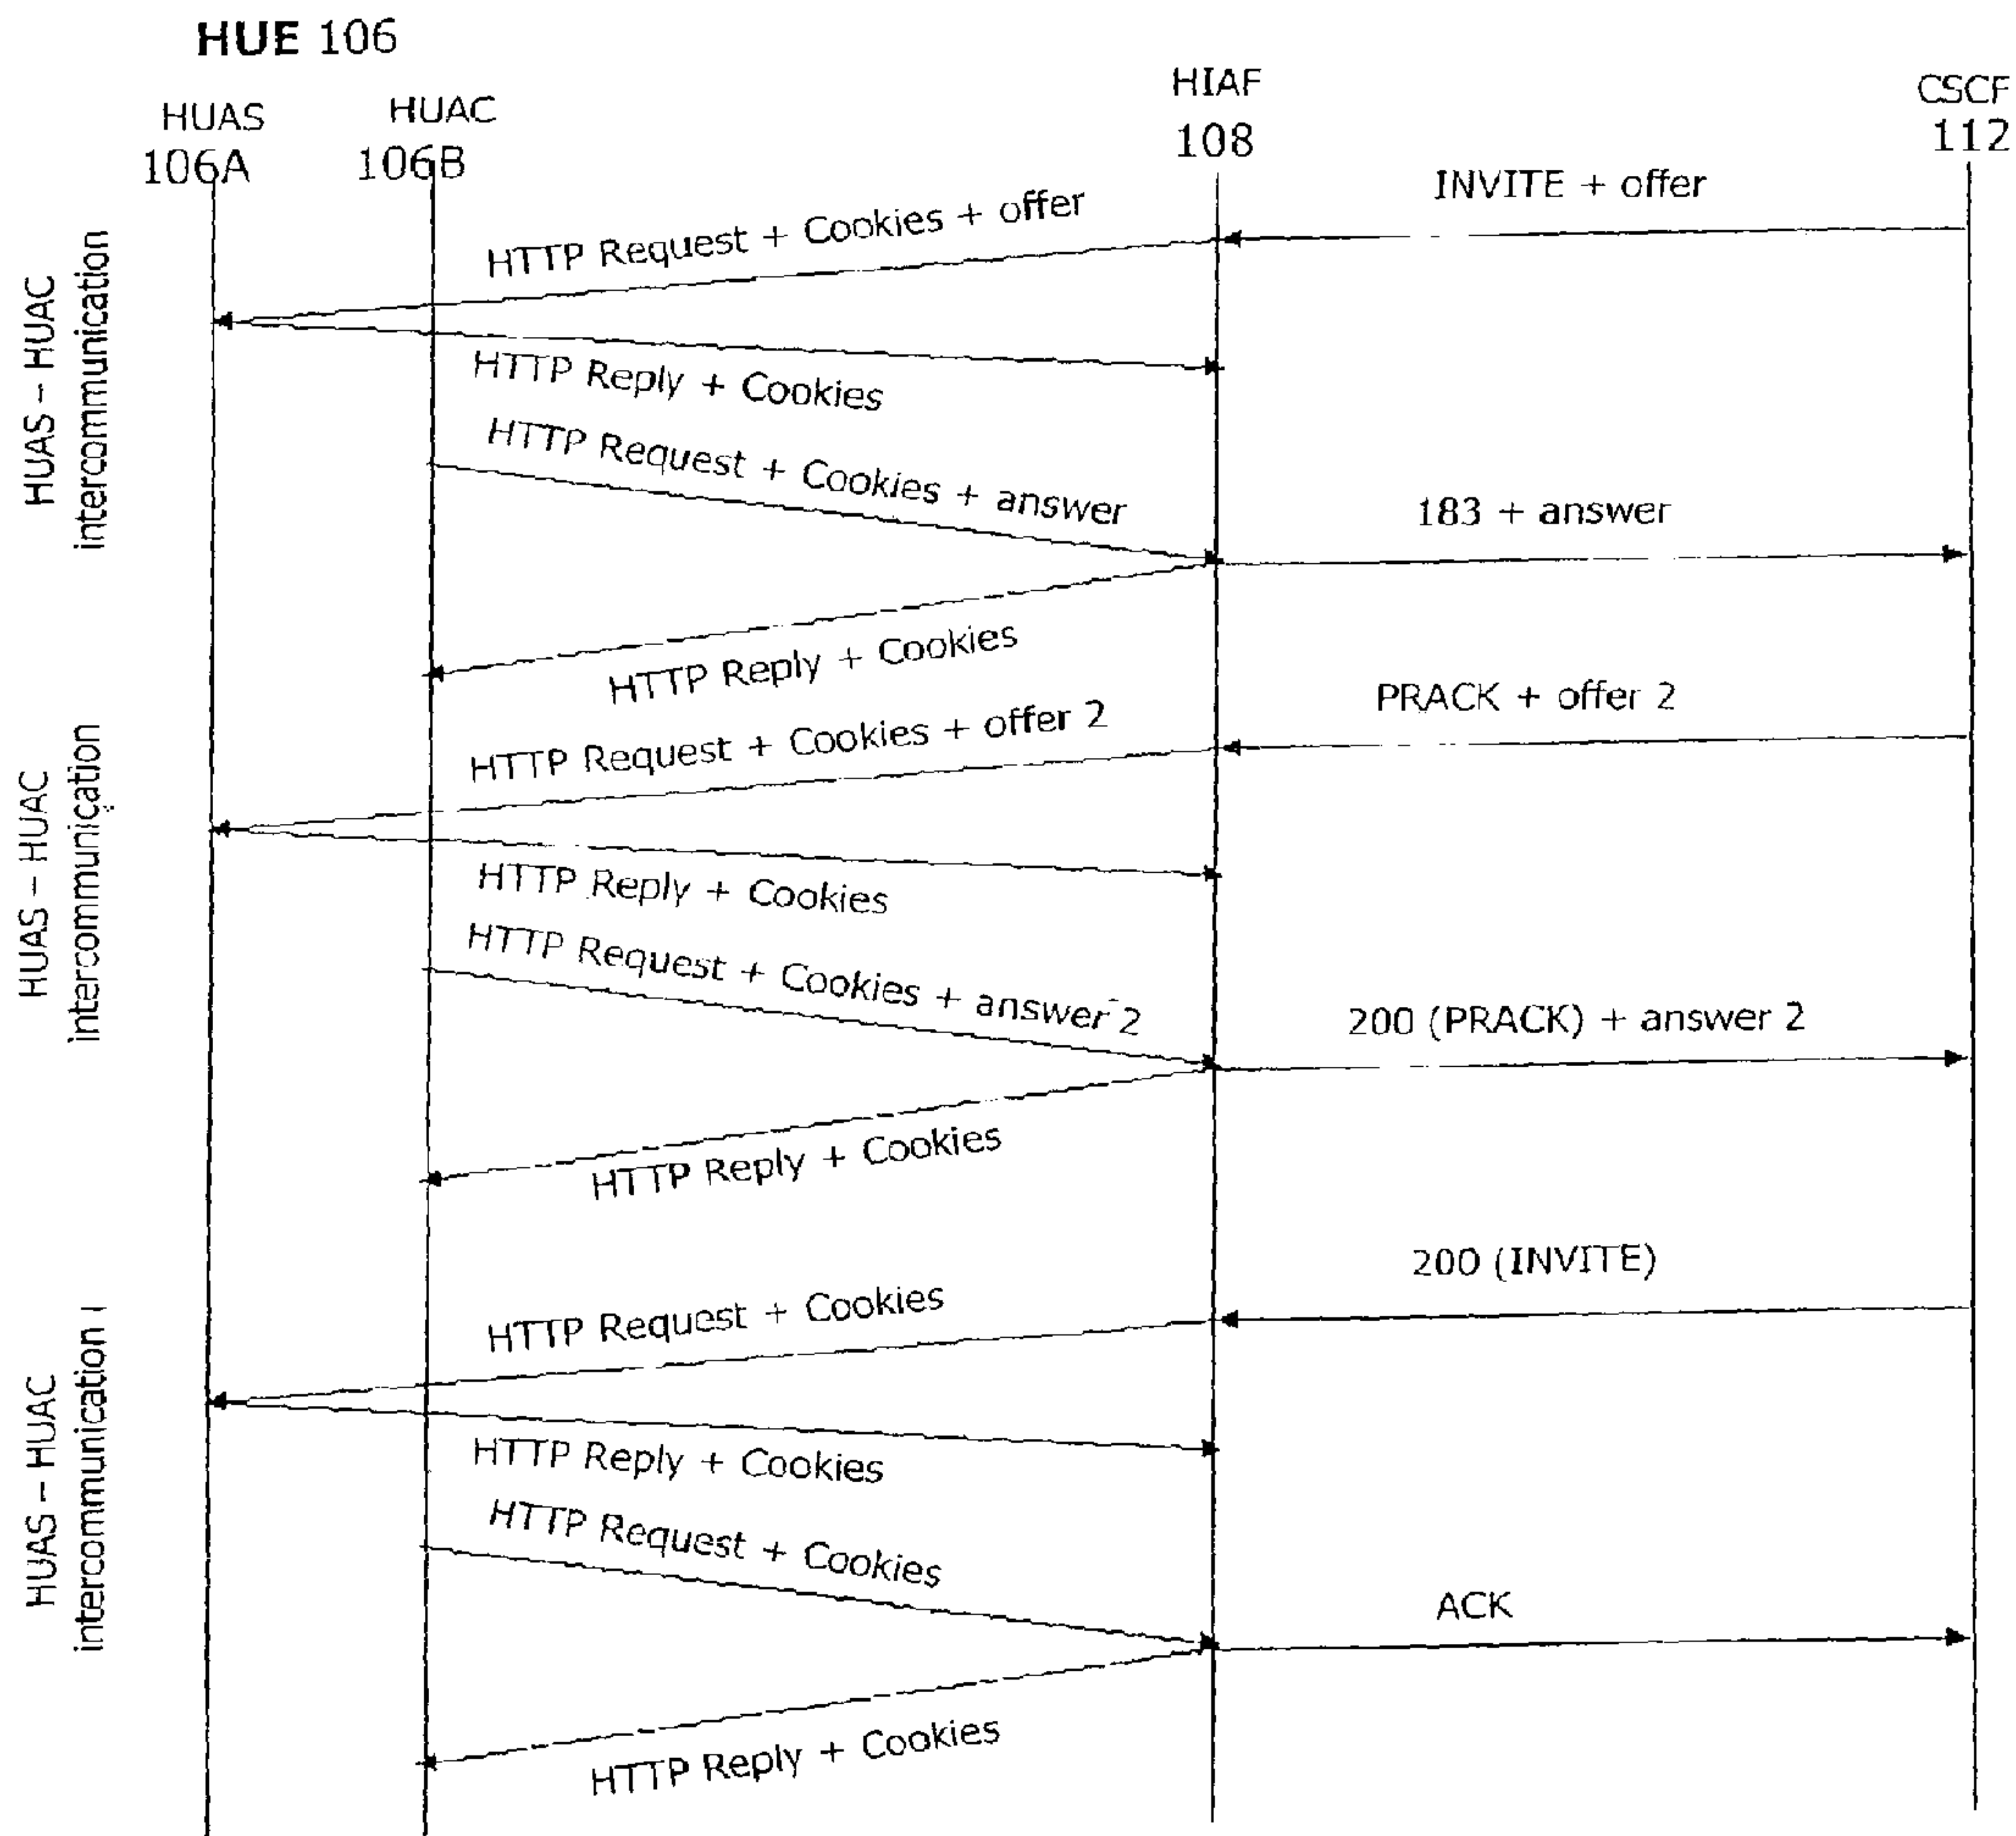 HUE 106
HUAS
106A
HUAC
106B
HIAF
108
CSCF
112
HUAS - HUAC
intercommunication
INVITE + offer
HTTP Request + Cookies + offer
HTTP Reply + Cookies
HTTP Request + Cookies + answer
183 + answer
HTTP Reply + Cookies
HUAS - HUAC
intercommunication
PRACK + offer 2
HTTP Request + Cookies + offer 2
HTTP Reply + Cookies
HTTP Request + Cookies + answer 2
200 (PRACK) + answer 2
HTTP Reply + Cookies
HUAS - HUAC
intercommunication
200 (INVITE)
HTTP Request + Cookies
HTTP Reply + Cookies
HTTP Request + Cookies
ACK
HTTP Reply + Cookies